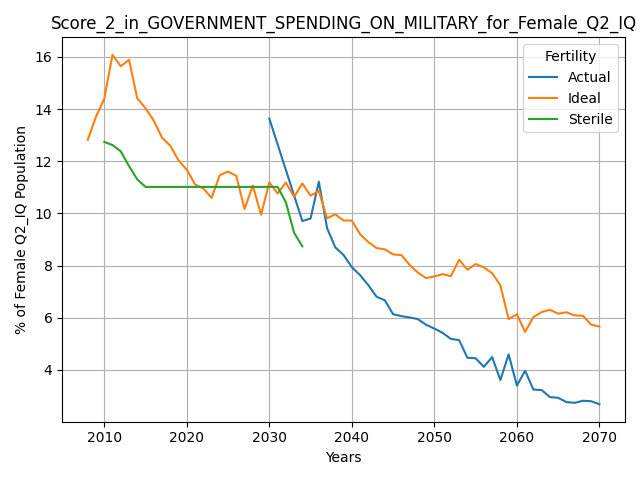 Score_2_in_GOVERNMENT_SPENDING_ON_MILITARY_for_Female_Q2_IQ
Fertility
Actual
Ideal
Sterile
% of Female Q2_IQ Population
16
14
12
10
8
6
4
2010 2020 2030 2040 2050 2060 2070
Years